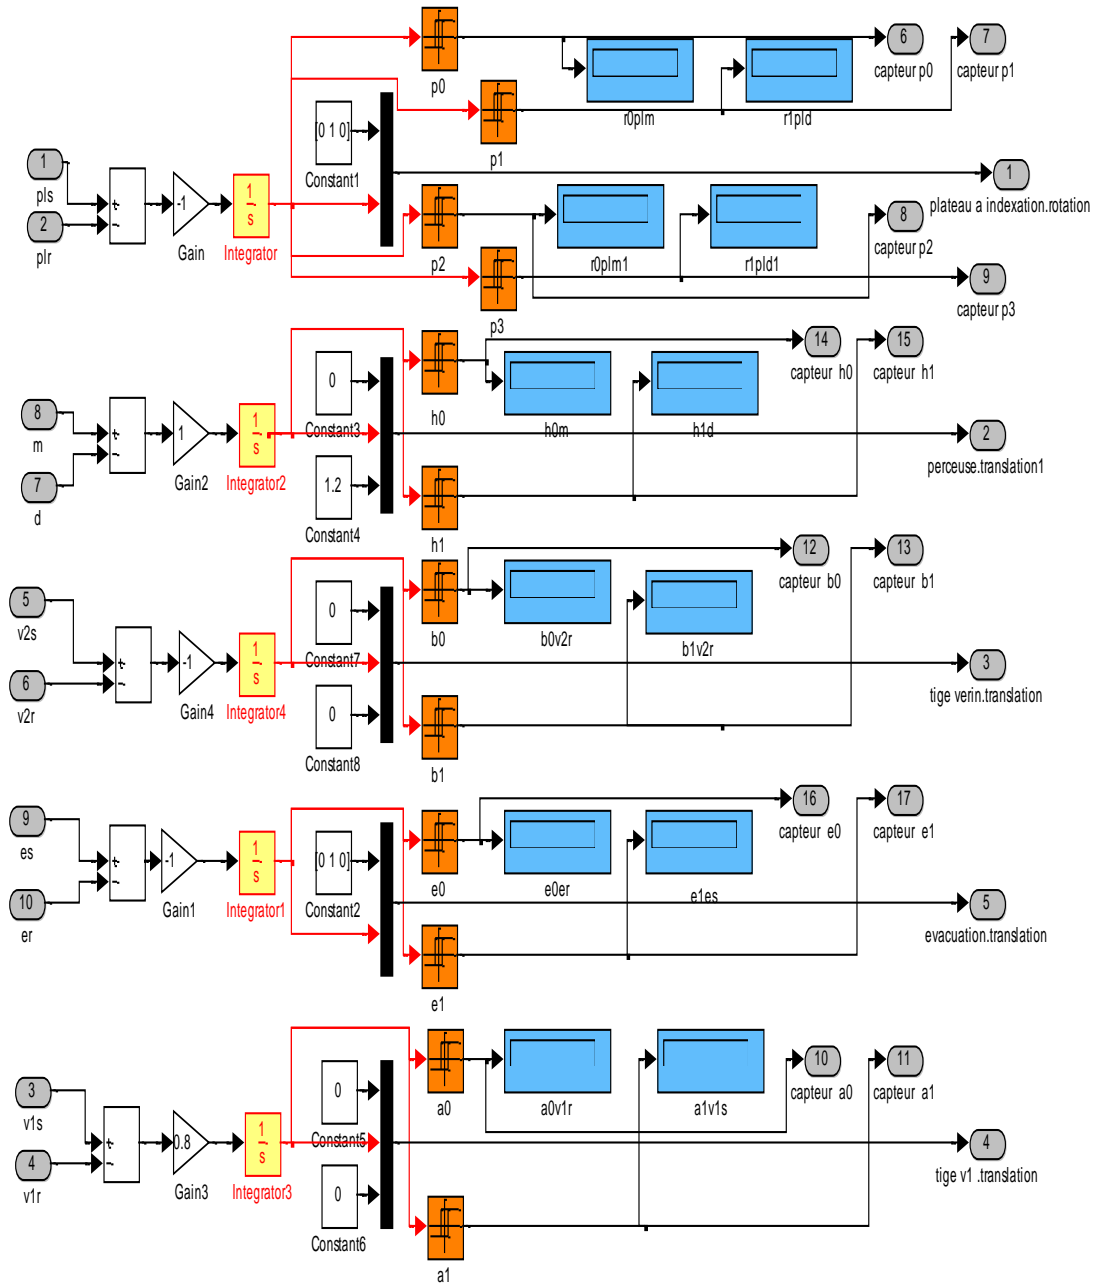 6
7
p0
capteur p0
capteur p1
r0plm
r1pld
[0 1 0]
p1
Constant1
1
pls
1
s
-1
1
plateau a indexation.rotation
2
plr
Gain
Integrator
8
p2
r0plm1
r1pld1
capteur p2
9
p3
capteur p3
14
15
0
capteur h0
capteur h1
h0
8
m
1
1
s
Constant3
h0m
h1d
2
perceuse.translation1
7
d
Gain2
Integrator2
1.2
Constant4
h1
12
13
b0
capteur b0
capteur b1
5
v2s
0
b0v2r
b1v2r
-1
1
s
Constant7
3
tige verin.translation
6
v2r
Gain4
Integrator4
0
Constant8
b1
16
17
9
es
capteur e0
capteur e1
-1
1
s
[0 1 0]
e0
e0er
e1es
10
er
Gain1
Integrator1
Constant2
5
evacuation.translation
e1
10
11
3
v1s
0
a0
a0v1r
a1v1s
capteur a0
capteur a1
0.8
1
s
Constant5
4
tige v1 .translation
4
v1r
Gain3
Integrator3
0
Constant6
a1